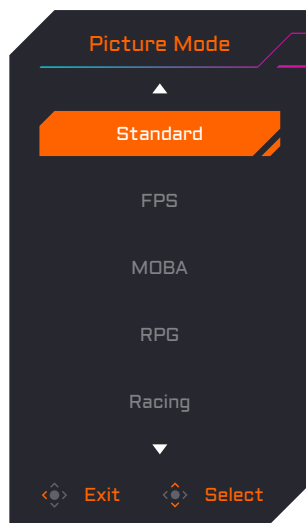 Picture Mode
Standard
FPS
MOBA
RPG
Racing
Exit Select